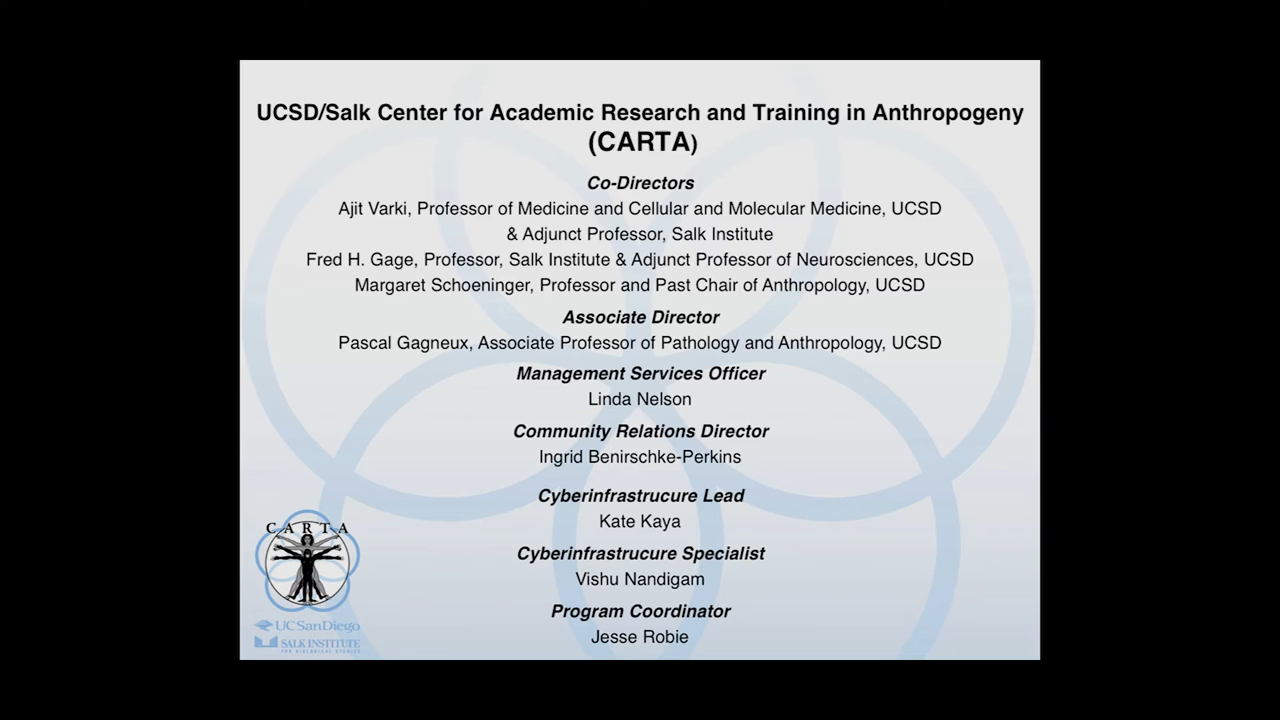 UCSD/Salk Center for Academic Research and Training in Anthropogeny
(CARTA)
Co-Directors
Ajit Varki, Professor of Medicine and Cellular and Molecular Medicine, UCSD
& Adjunct Professor, Salk Institute
Fred H. Gage, Professor, Salk Institute & Adjunct Professor of Neurosciences, UCSD
Margaret Schoeninger, Professor and Past Chair of Anthropology, UCSD
Associate Director
Pascal Gagneux, Associate Professor of Pathology and Anthropology, UCSD
Management Services Officer
Linda Nelson
Community Relations Director
Ingrid Benirschke-Perkins
Cyberinfrastrucure Lead
Kate Kaya
Cyberinfrastrucure Specialist
Vishu Nandigam
Program Coordinator
Jesse Robie
CARTA
UCSanDiego
SALK INSTITUTE
FOR BIOLOGICAL STUDIES